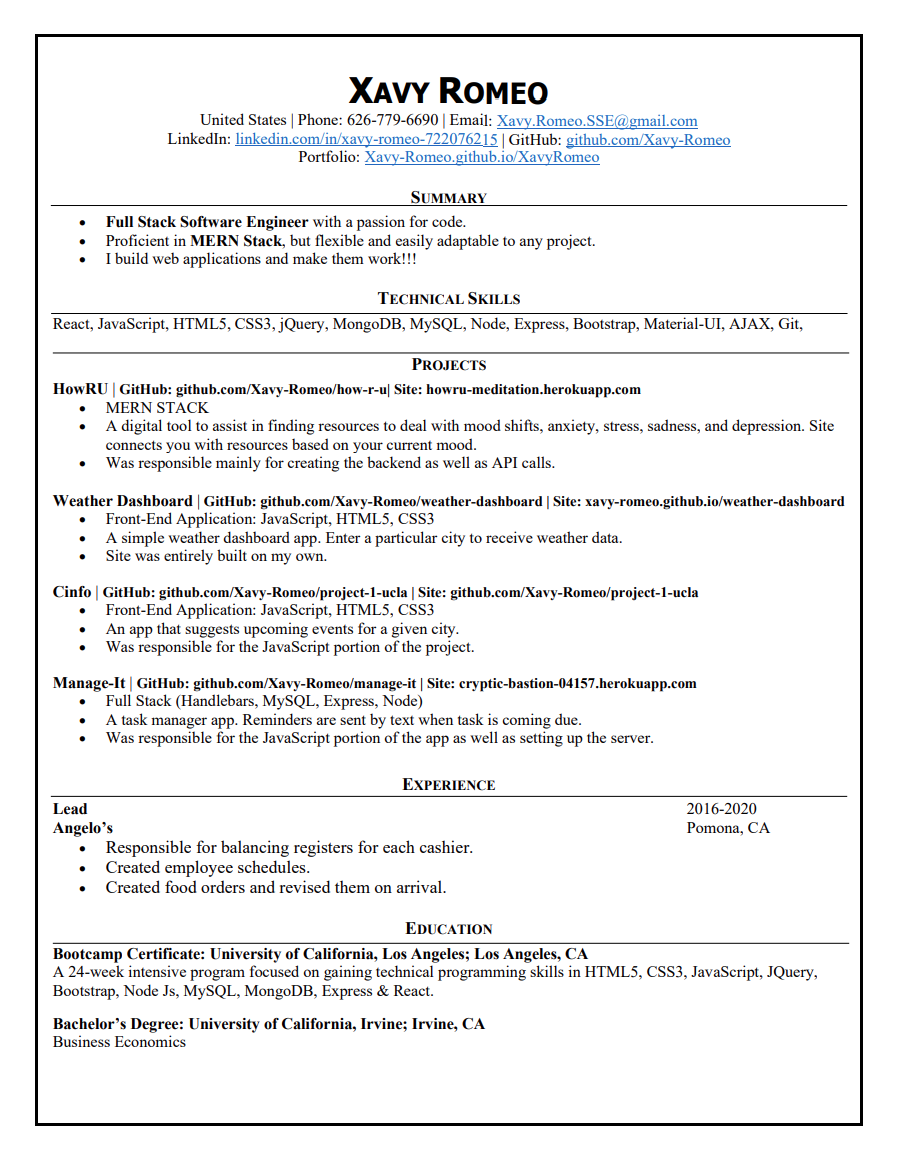 XAVY ROMEO
United States | Phone: 626-779-6690 | Email: Xavy.Romeo.SSE@gmail.com
LinkedIn: linkedin.com/in/xavy-romeo-722076215 | GitHub: github.com/Xavy-Romeo
Portfolio: Xavy-Romeo.github.io/XavyRomeo
SUMMARY
• Full Stack Software Engineer with a passion for code.
• Proficient in MERN Stack, but flexible and easily adaptable to any project.
• I build web applications and make them work!!!
TECHNICAL SKILLS
React, JavaScript, HTML5, CSS3, jQuery, MongoDB, MySQL, Node, Express, Bootstrap, Material-UI, AJAX, Git,
PROJECTS
HowRU | GitHub: github.com/Xavy-Romeo/how-r-u| Site: howru-meditation.herokuapp.com
• MERN STACK
• A digital tool to assist in finding resources to deal with mood shifts, anxiety, stress, sadness, and depression. Site
connects you with resources based on your current mood.
• Was responsible mainly for creating the backend as well as API calls.
Weather Dashboard | GitHub: github.com/Xavy-Romeo/weather-dashboard | Site: xavy-romeo.github.io/weather-dashboard
• Front-End Application: JavaScript, HTML5, CSS3
• A simple weather dashboard app. Enter a particular city to receive weather data.
• Site was entirely built on my own.
Cinfo | GitHub: github.com/Xavy-Romeo/project-1-ucla | Site: github.com/Xavy-Romeo/project-1-ucla
• Front-End Application: JavaScript, HTML5, CSS3
• An app that suggests upcoming events for a given city.
• Was responsible for the JavaScript portion of the project.
Manage-It | GitHub: github.com/Xavy-Romeo/manage-it | Site: cryptic-bastion-04157.herokuapp.com
• Full Stack (Handlebars, MySQL, Express, Node)
• A task manager app. Reminders are sent by text when task is coming due.
• Was responsible for the JavaScript portion of the app as well as setting up the server.
EXPERIENCE
Lead 2016-2020
Angelo’s Pomona, CA
• Responsible for balancing registers for each cashier.
• Created employee schedules.
• Created food orders and revised them on arrival.
EDUCATION
Bootcamp Certificate: University of California, Los Angeles; Los Angeles, CA
A 24-week intensive program focused on gaining technical programming skills in HTML5, CSS3, JavaScript, JQuery,
Bootstrap, Node Js, MySQL, MongoDB, Express & React.
Bachelor’s Degree: University of California, Irvine; Irvine, CA
Business Economics